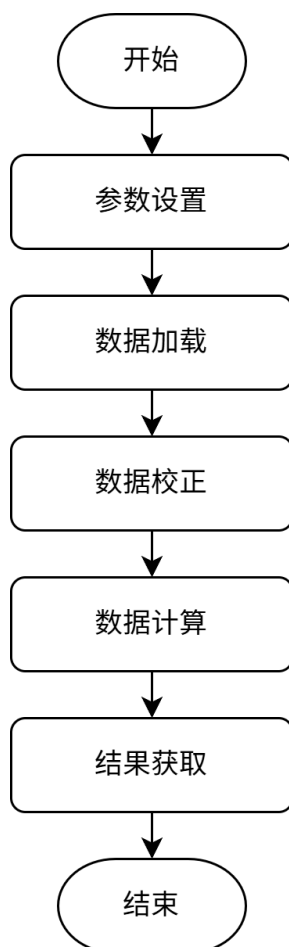 开始
参数设置
数据加载
数据校正
数据计算
结果获取
结束